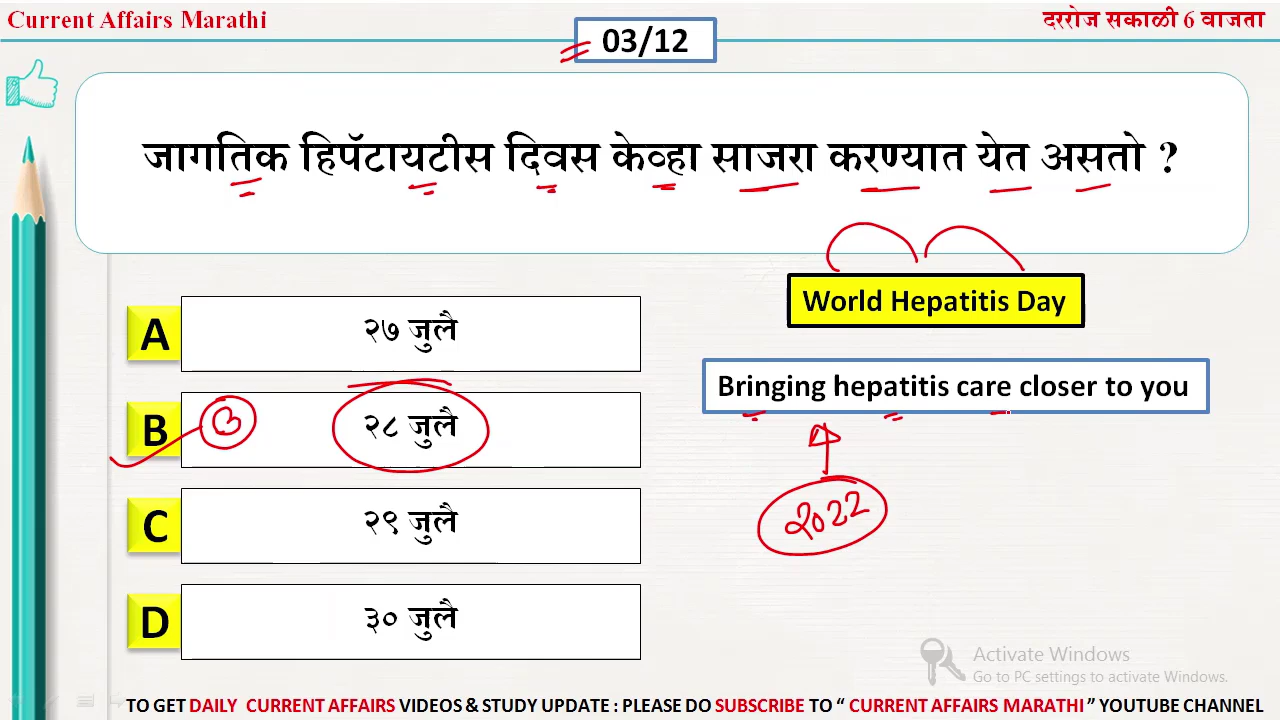 Current Affairs Marathi
दररोज सकाळी 6 वाजता
03/12
जागतिक हिपॅटायटीस दिवस केव्हा साजरा करण्यात येत असतो ?
World Hepatitis Day
A
२७ जुलै
Bringing hepatitis care closer to you
B
२८ जुलै
२०22
C
२९ जुलै
D
३० जुलै
Activate Windows
Go to PC settings to activate Windows.
TO GET DAILY CURRENT AFFAIRS VIDEOS & STUDY UPDATE : PLEASE DO SUBSCRIBE TO “ CURRENT AFFAIRS MARATHI ” YOUTUBE CHANNEL